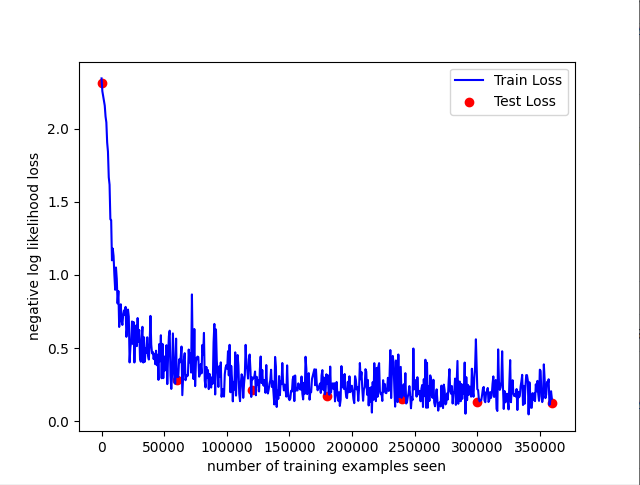 Train Loss
Test Loss
2.0
1.5
1.0
0.5
0.0
negative log likelihood loss
0 50000 100000 150000 200000 250000 300000 350000
number of training examples seen